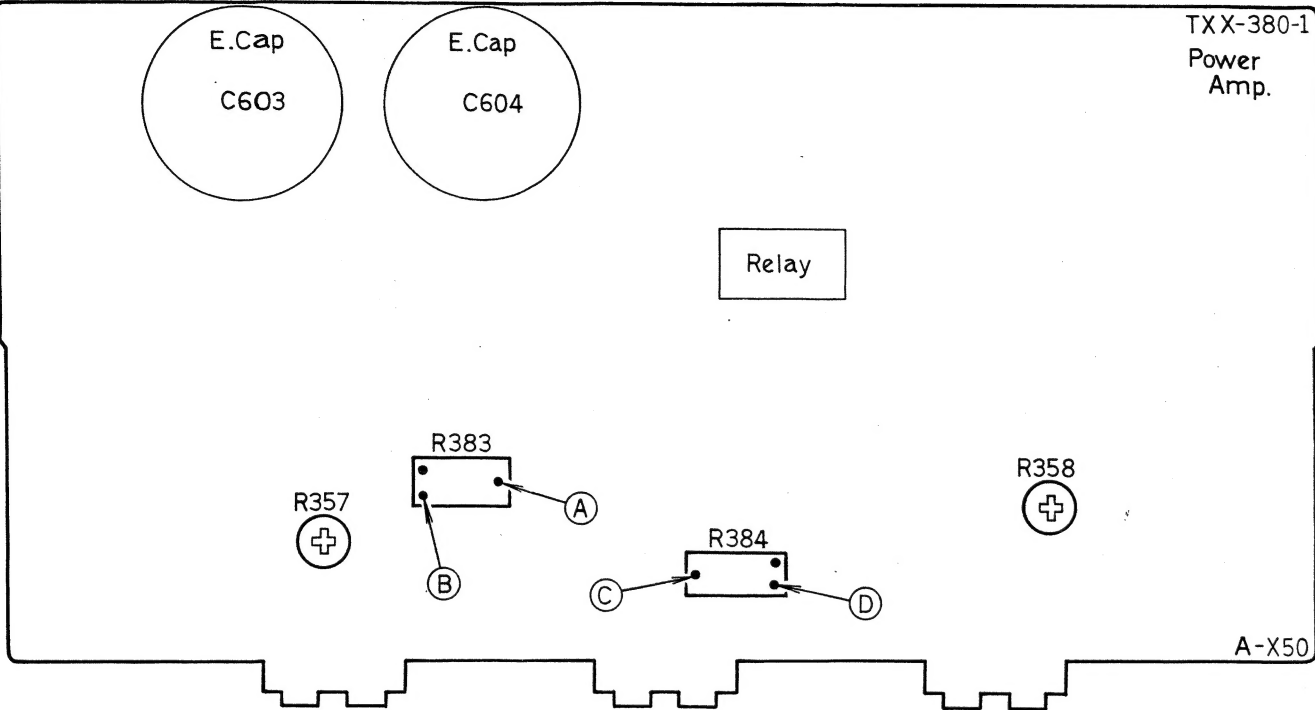 E.Cap
C603
E.Cap
C604
TXX-380-1
Power
Amp.
Relay
R383
A
B
R357
R384
C
D
R358
A-X50